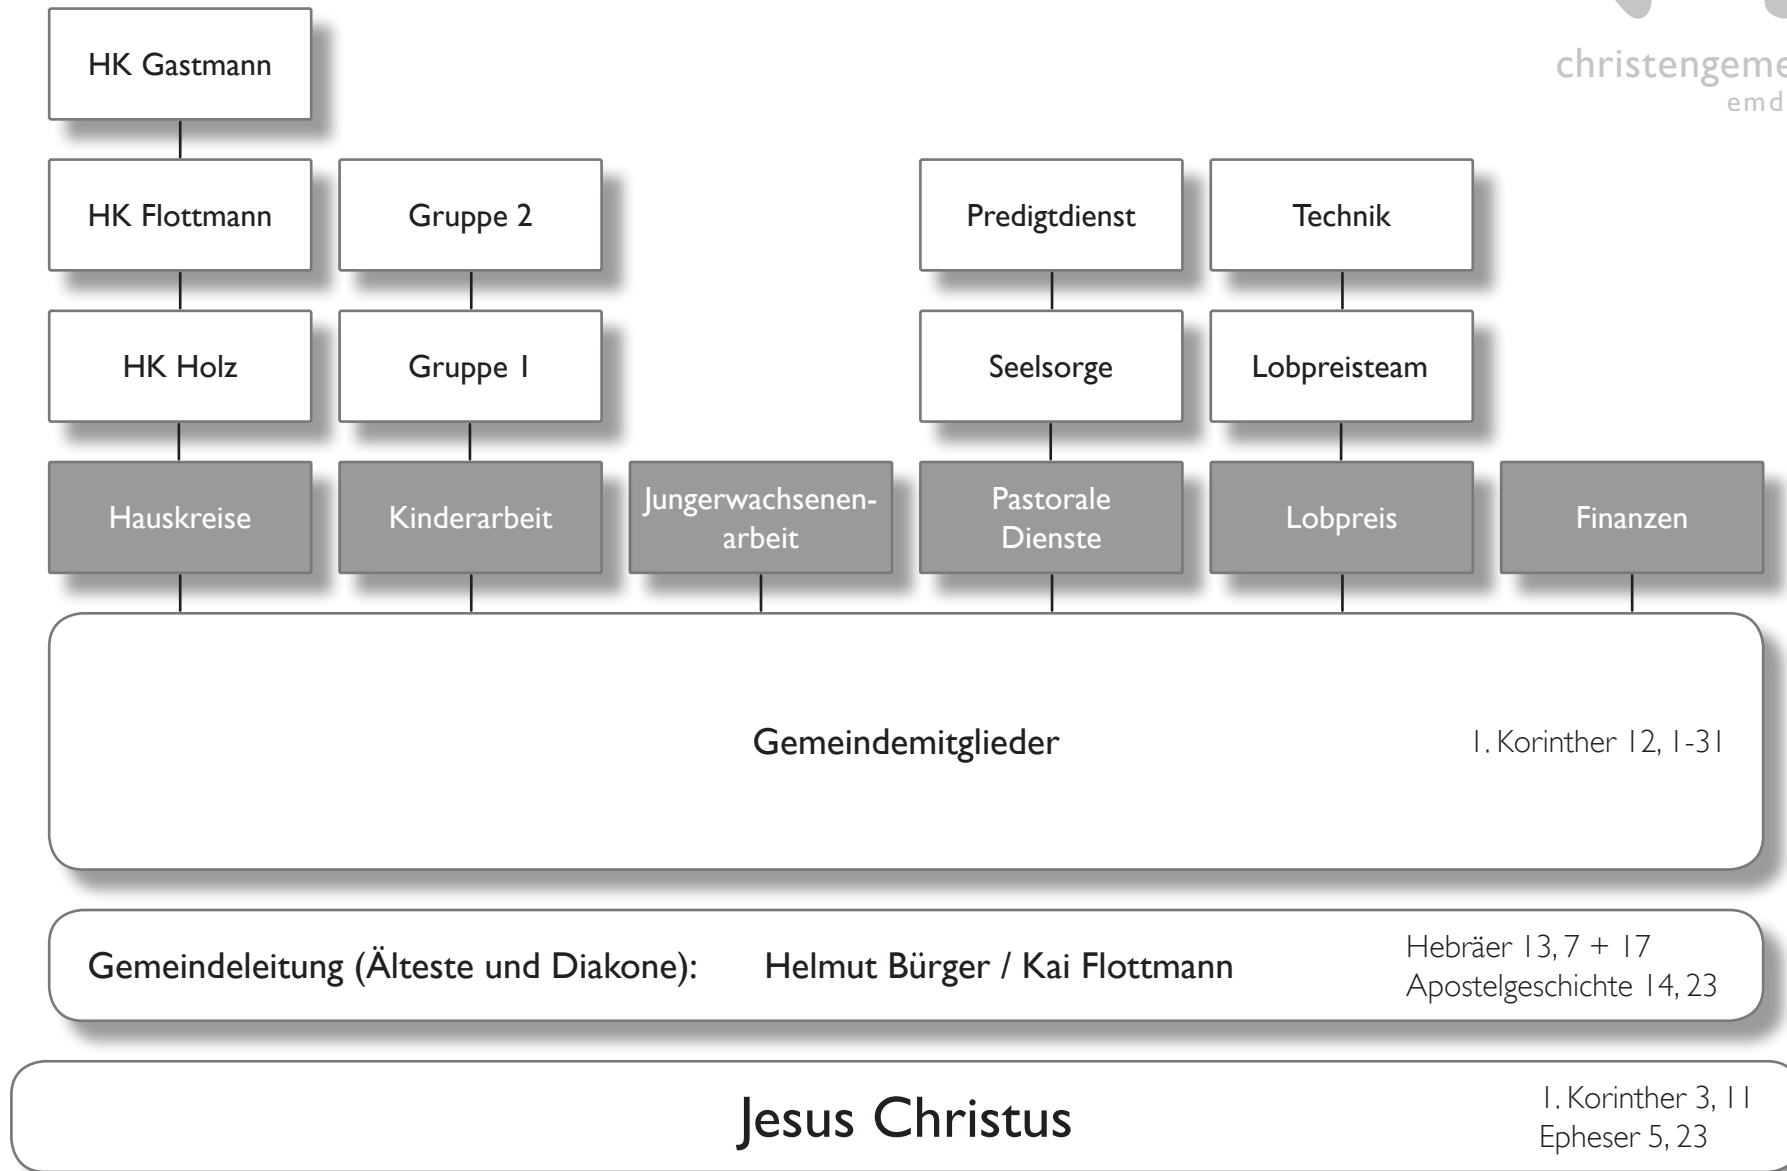 christengeme
emd
HK Gastmann
HK Flottmann
Gruppe 2
Predigtdienst
Technik
HK Holz
Gruppe 1
Seelsorge
Lobpreisteam
Hauskreise
Kinderarbeit
Jungerwachsenen-
arbeit
Pastorale
Dienste
Lobpreis
Finanzen
Gemeindemitglieder
1. Korinther 12, 1-31
Gemeindeleitung (Älteste und Diakone): Helmut Bürger / Kai Flottmann
Hebräer 13, 7 + 17
Apostelgeschichte 14, 23
Jesus Christus
1. Korinther 3, 11
Epheser 5, 23